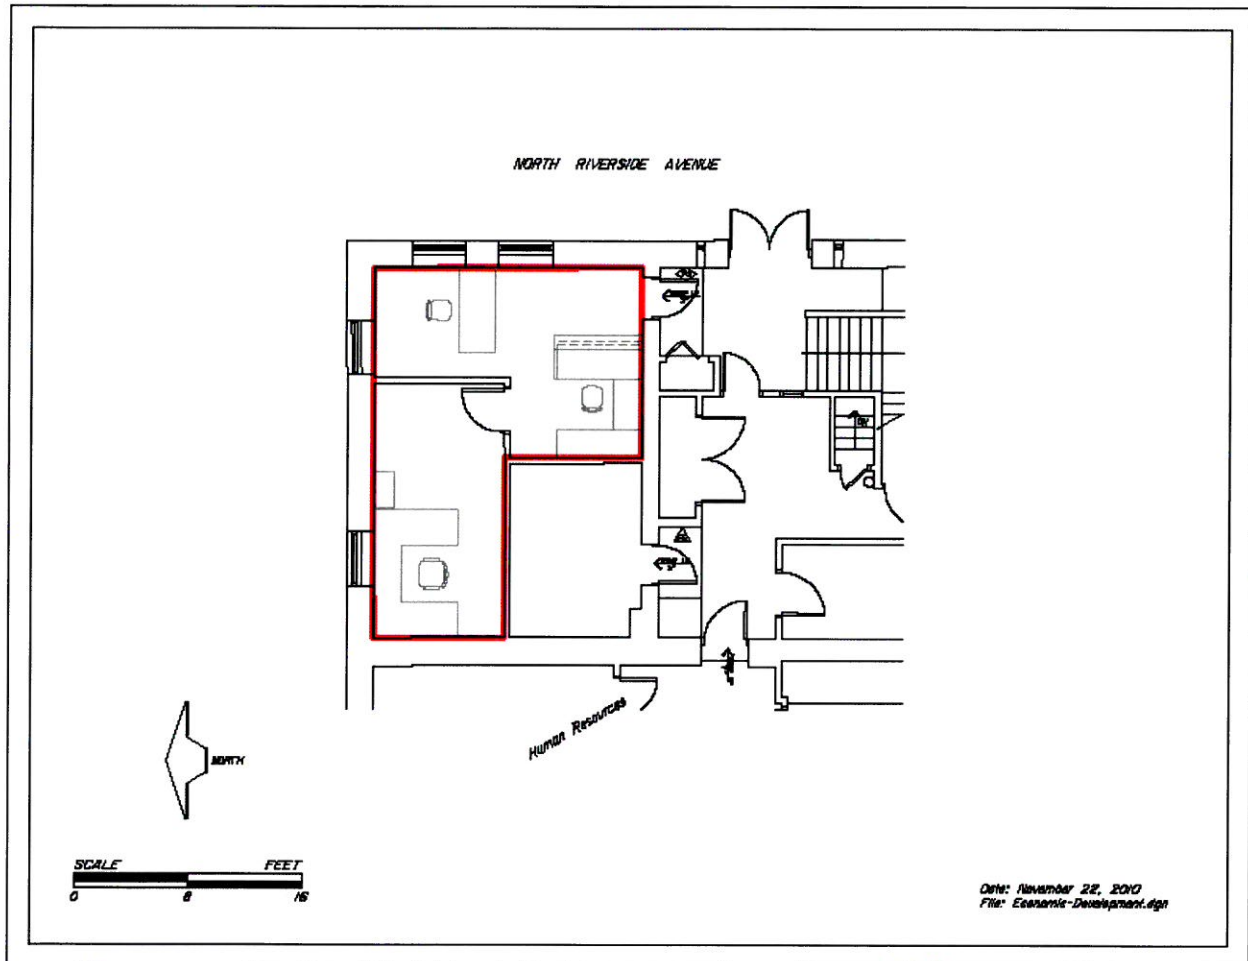 NORTH RIVERSIDE AVENUE
Human Resources
NORTH
SCALE FEET
0 8 16
Date: November 22, 2010
File: Economic-Development.dgn